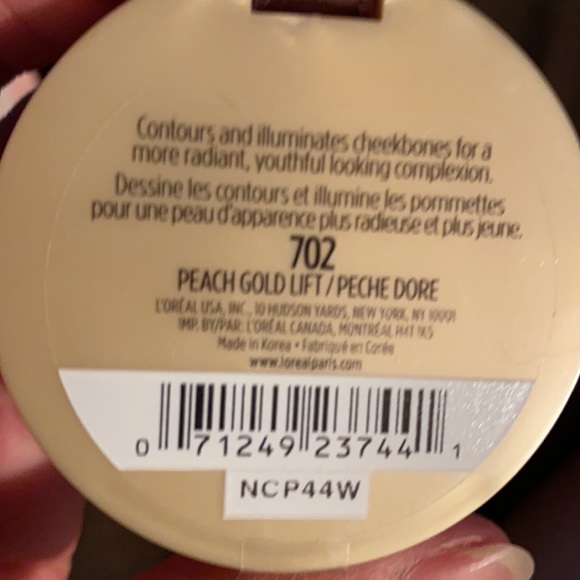 Contours and illuminates cheekbones for a
more radiant, youthful looking complexion.
Dessine les contours et illumine les pommettes
pour une peau d'apparence plus radieuse et plus jeune.
702
PEACH GOLD LIFT / PECHE DORE
L'ORÉAL USA, INC., 10 HUDSON YARDS, NEW YORK, NY 10001
IMP. BY/PAR: L'ORÉAL CANADA, MONTRÉAL H4T 1K5
Made in Korea • Fabriqué en Corée
www.lorealparis.com
0 71249 23744 1
NCP44W